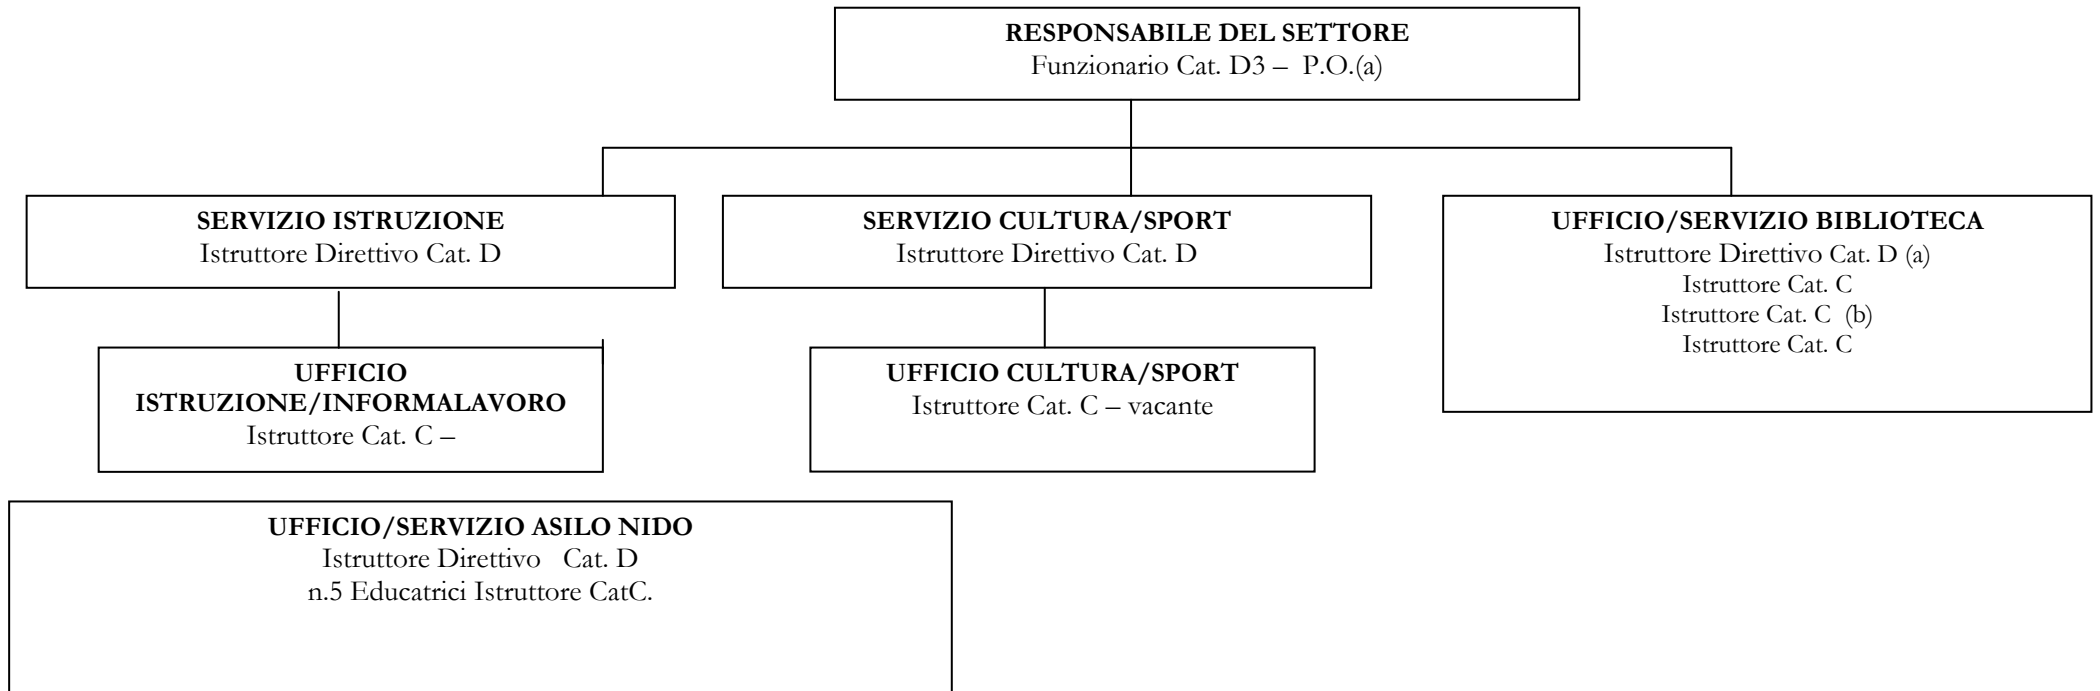 RESPONSABILE DEL SETTORE
Funzionario Cat. D3 – P.O.(a)
SERVIZIO ISTRUZIONE
Istruttore Direttivo Cat. D
SERVIZIO CULTURA/SPORT
Istruttore Direttivo Cat. D
UFFICIO/SERVIZIO BIBLIOTECA
Istruttore Direttivo Cat. D (a)
Istruttore Cat. C
Istruttore Cat. C (b)
Istruttore Cat. C
UFFICIO
ISTRUZIONE/INFORMALAVORO
Istruttore Cat. C –
UFFICIO CULTURA/SPORT
Istruttore Cat. C – vacante
UFFICIO/SERVIZIO ASILO NIDO
Istruttore Direttivo Cat. D
n.5 Educatrici Istruttore CatC.